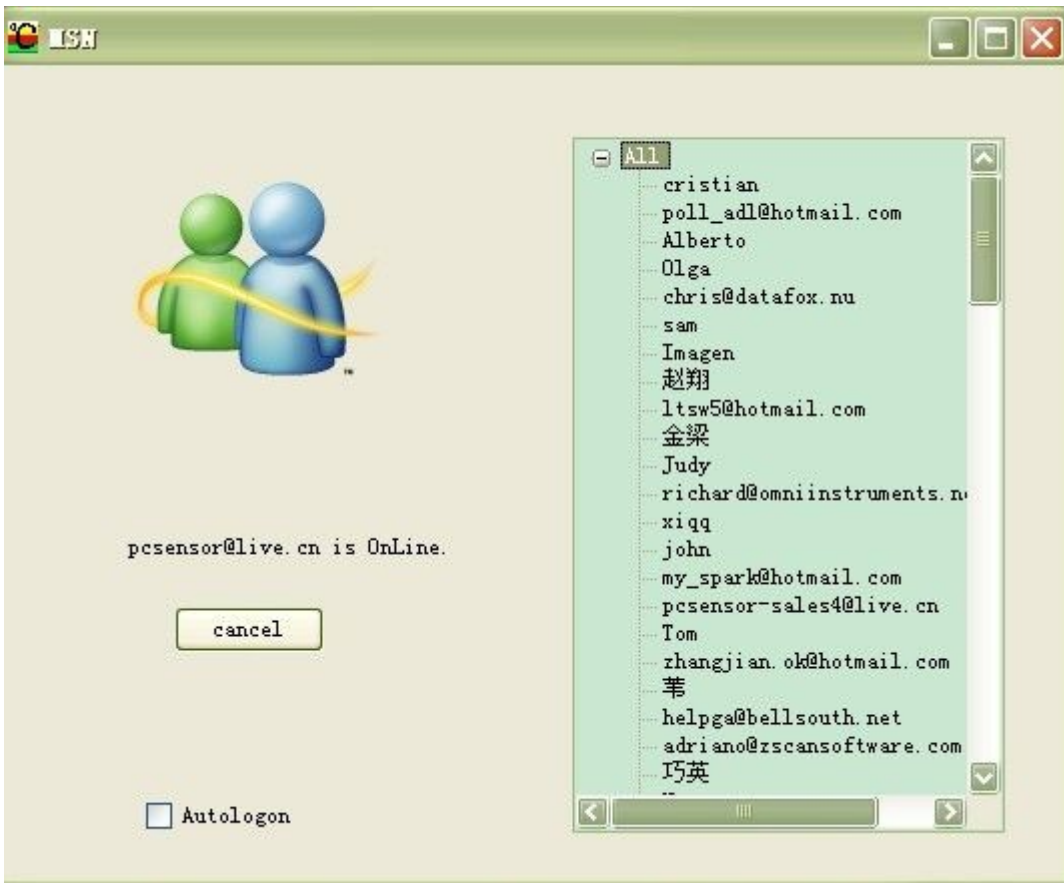 °C MSN
pcsensor@live.cn is OnLine.
cancel
Autologon
All
cristian
poll_adl@hotmail.com
Alberto
Olga
chris@datafox.nu
sam
Imagen
赵翔
ltsw5@hotmail.com
金梁
Judy
richard@omniinstruments.n
xiqq
john
my_spark@hotmail.com
pcsensor-sales4@live.cn
Tom
zhangjian.ok@hotmail.com
苇
helpga@bellsouth.net
adriano@zscansoftware.com
巧英